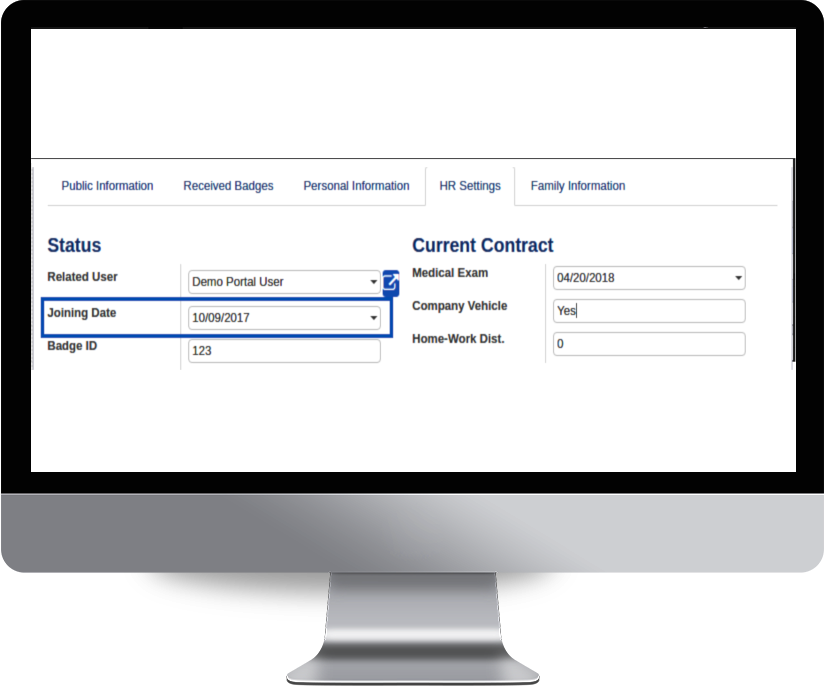 Public Information Received Badges Personal Information HR Settings Family Information
Status
Related User Demo Portal User
Joining Date 10/09/2017
Badge ID 123
Current Contract
Medical Exam 04/20/2018
Company Vehicle Yes
Home-Work Dist. 0